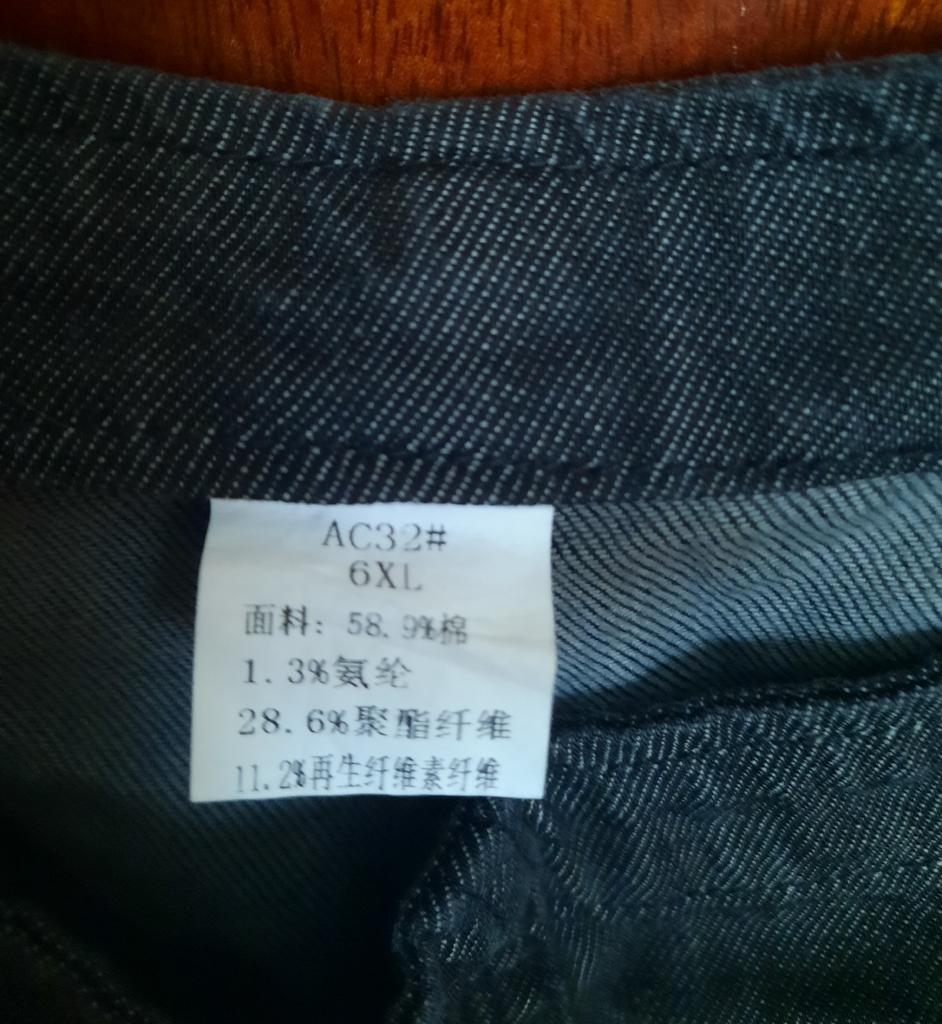 AC32#
6XL
面料: 58.9%棉
1.3%氨纶
28.6%聚酯纤维
11.2%再生纤维素纤维